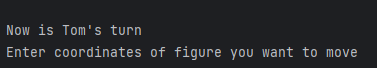 Now is Tom's turn
Enter coordinates of figure you want to move